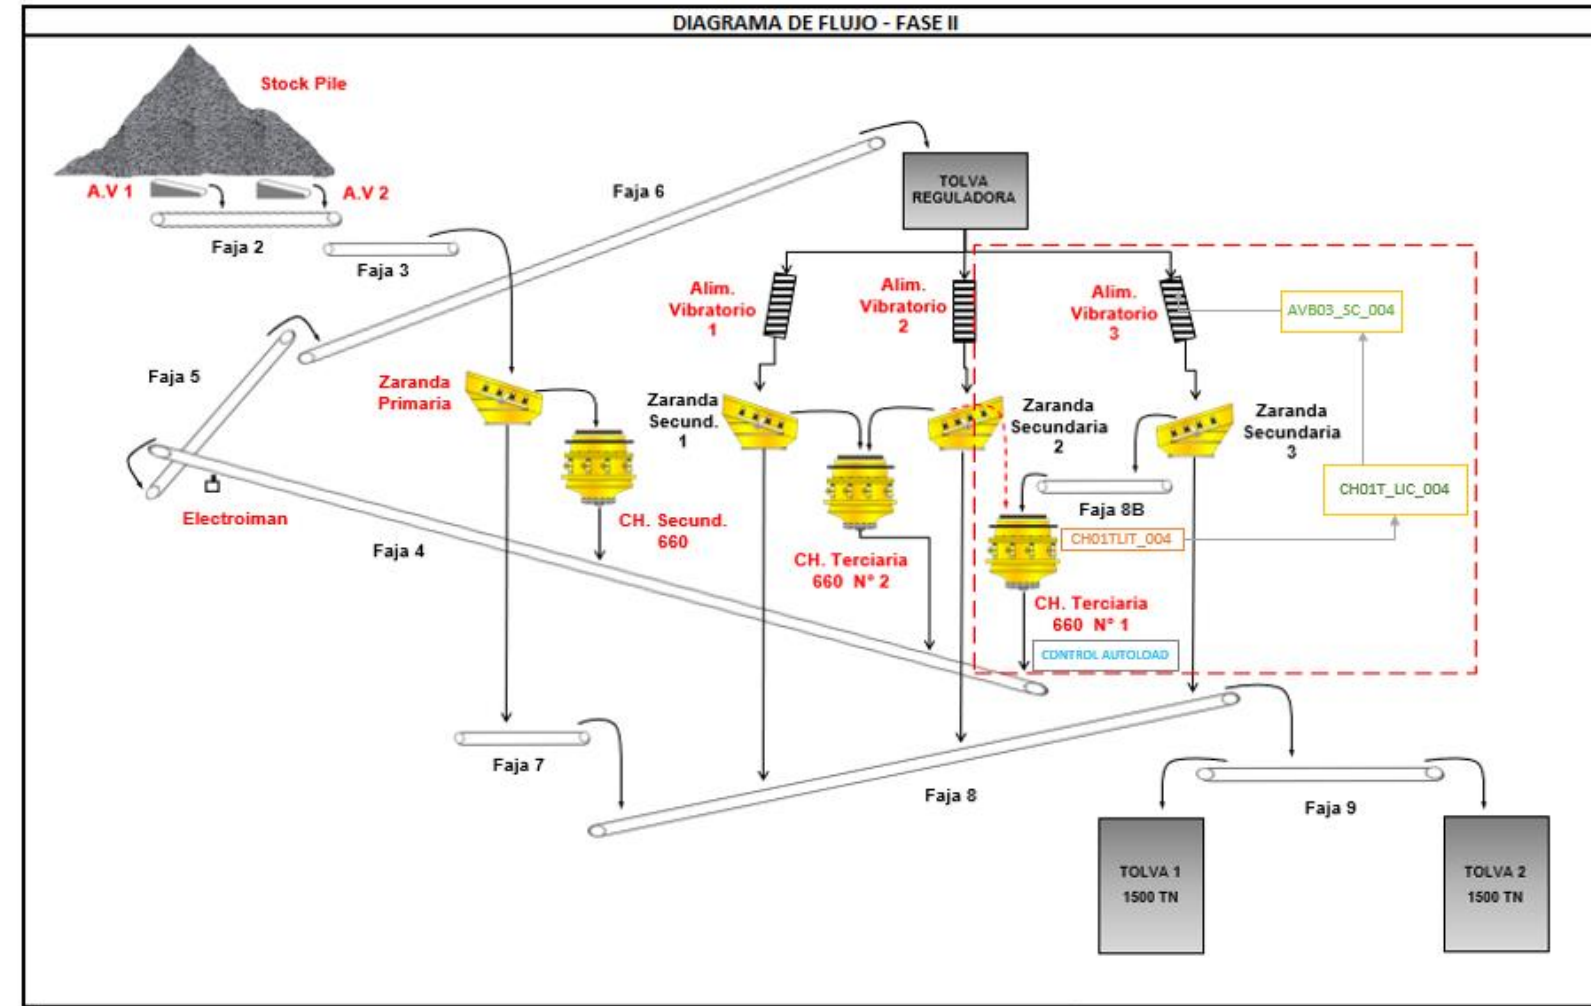 DIAGRAMA DE FLUJO - FASE II
Stock Pile
A.V 1
A.V 2
Faja 2
Faja 3
Faja 6
TOLVA
REGULADORA
Alim.
Vibratorio
1
Alim.
Vibratorio
2
Alim.
Vibratorio
3
AVB03_SC_004
Faja 5
Zaranda
Primaria
Zaranda
Secund.
1
Zaranda
Secundaria
2
Zaranda
Secundaria
3
CH01T_LIC_004
Electroiman
Faja 4
CH. Secund.
660
CH. Terciaria
660 N° 2
Faja 8B
CH01TLIT_004
CH. Terciaria
660 N° 1
CONTROL AUTOLOAD
Faja 7
Faja 8
Faja 9
TOLVA 1
1500 TN
TOLVA 2
1500 TN